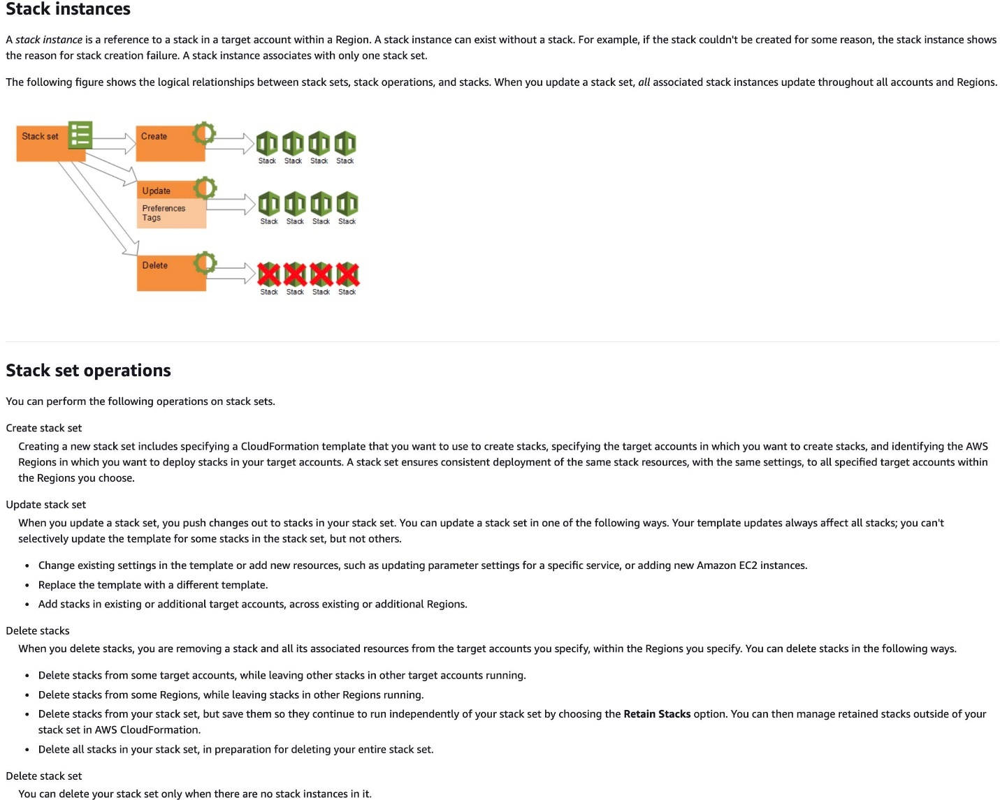 Stack instances
A stack instance is a reference to a stack in a target account within a Region. A stack instance can exist without a stack. For example, if the stack couldn't be created for some reason, the stack instance shows
the reason for stack creation failure. A stack instance associates with only one stack set.
The following figure shows the logical relationships between stack sets, stack operations, and stacks. When you update a stack set, all associated stack instances update throughout all accounts and Regions.
Stack set
Create
Stack Stack Stack Stack
Update
Preferences
Tags
Stack Stack Stack Stack
Delete
Stack Stack Stack Stack
Stack set operations
You can perform the following operations on stack sets.
Create stack set
Creating a new stack set includes specifying a CloudFormation template that you want to use to create stacks, specifying the target accounts in which you want to create stacks, and identifying the AWS
Regions in which you want to deploy stacks in your target accounts. A stack set ensures consistent deployment of the same stack resources, with the same settings, to all specified target accounts within
the Regions you choose.
Update stack set
When you update a stack set, you push changes out to stacks in your stack set. You can update a stack set in one of the following ways. Your template updates always affect all stacks; you can't
selectively update the template for some stacks in the stack set, but not others.
• Change existing settings in the template or add new resources, such as updating parameter settings for a specific service, or adding new Amazon EC2 instances.
• Replace the template with a different template.
• Add stacks in existing or additional target accounts, across existing or additional Regions.
Delete stacks
When you delete stacks, you are removing a stack and all its associated resources from the target accounts you specify, within the Regions you specify. You can delete stacks in the following ways.
• Delete stacks from some target accounts, while leaving other stacks in other target accounts running.
• Delete stacks from some Regions, while leaving stacks in other Regions running.
• Delete stacks from your stack set, but save them so they continue to run independently of your stack set by choosing the Retain Stacks option. You can then manage retained stacks outside of your
stack set in AWS CloudFormation.
• Delete all stacks in your stack set, in preparation for deleting your entire stack set.
Delete stack set
You can delete your stack set only when there are no stack instances in it.